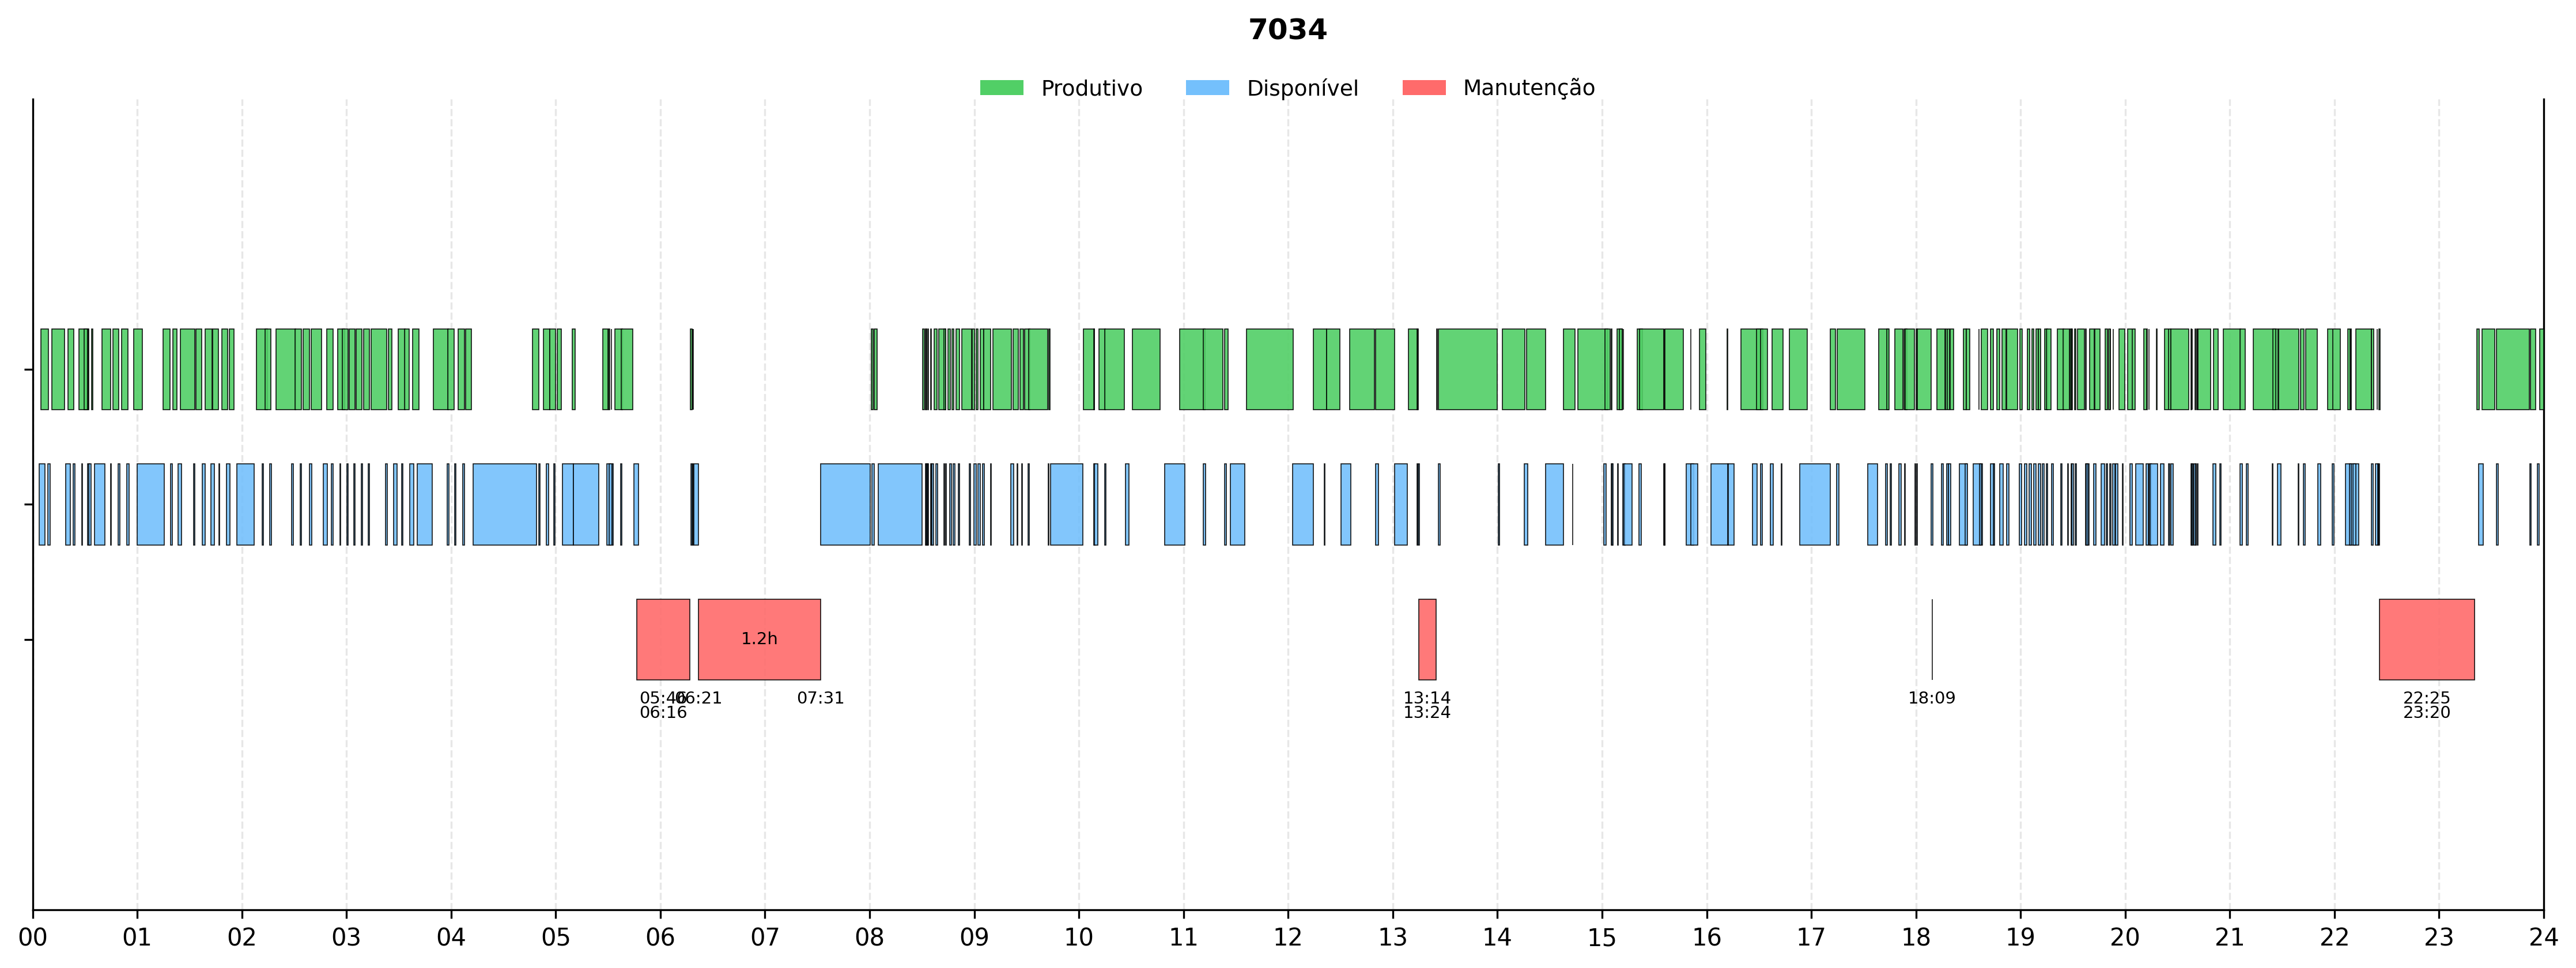 7034
Produtivo Disponível Manutenção
1.2h
05:46 06:21 07:31 13:14 18:09 22:25
06:16 13:24 23:20
00 01 02 03 04 05 06 07 08 09 10 11 12 13 14 15 16 17 18 19 20 21 22 23 24